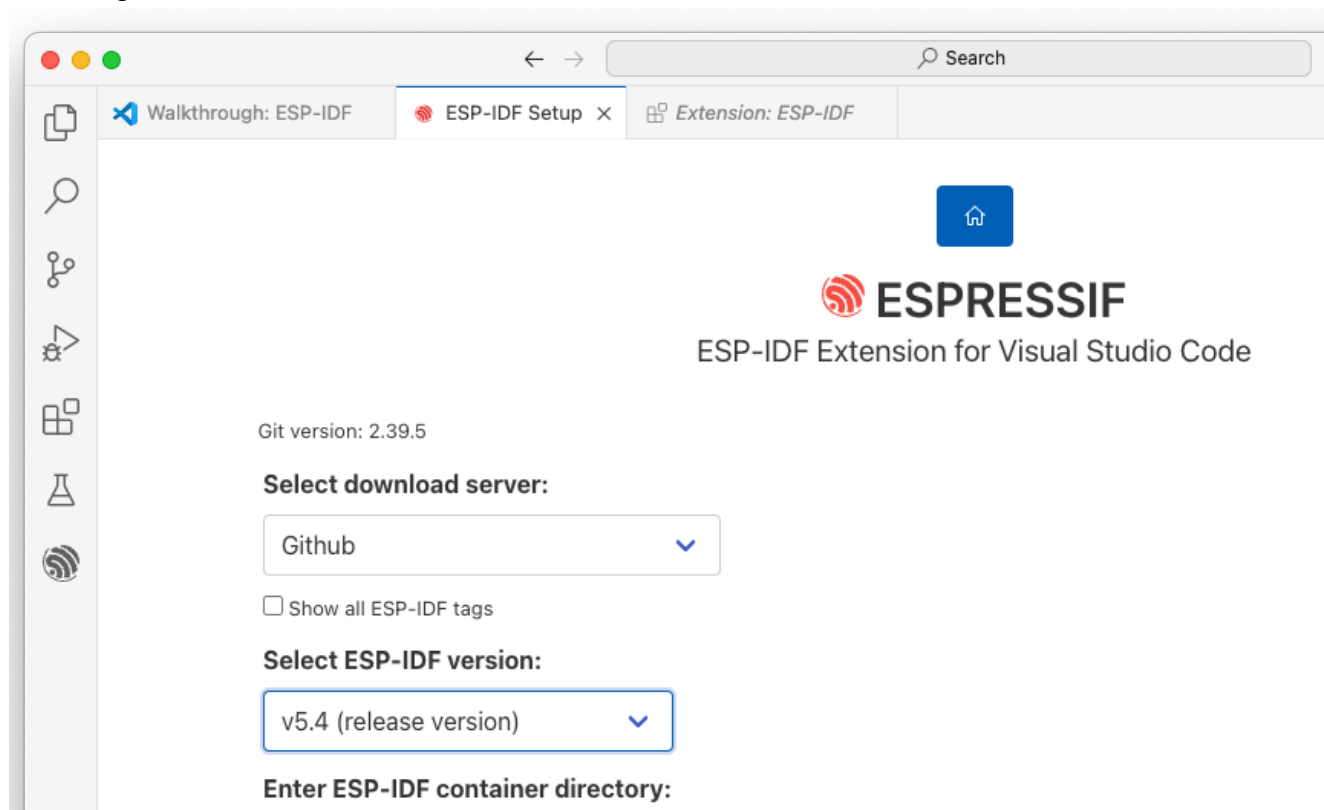 Search
Walkthrough: ESP-IDF
ESP-IDF Setup
Extension: ESP-IDF
ESPRESSIF
ESP-IDF Extension for Visual Studio Code
Git version: 2.39.5
Select download server:
Github
Show all ESP-IDF tags
Select ESP-IDF version:
v5.4 (release version)
Enter ESP-IDF container directory: